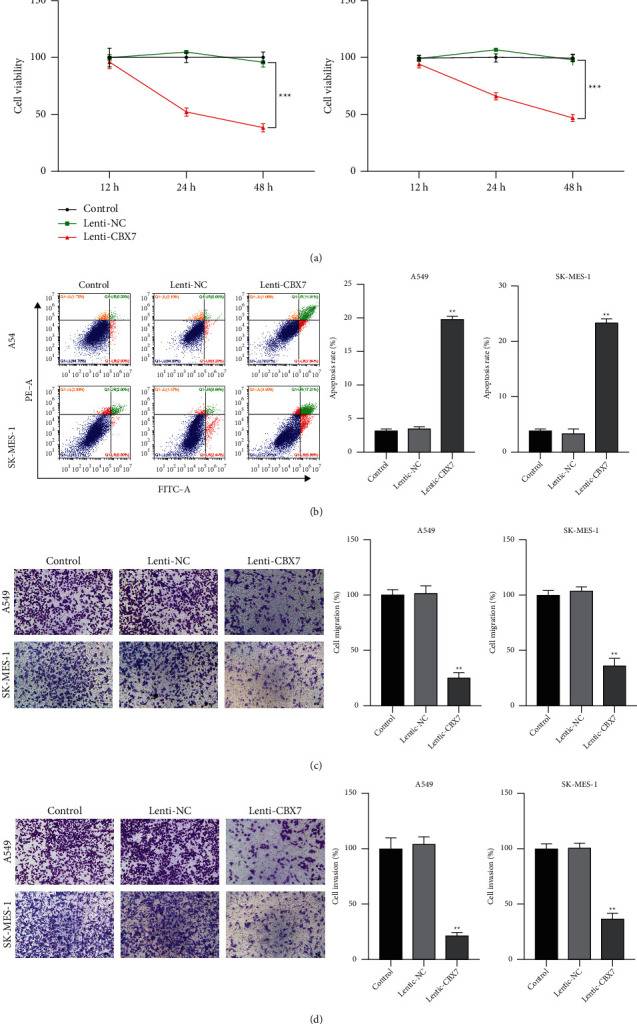 150 150
Cell viability Cell viability
100 100
50 50
0 0
*** ***
12 h 24 h 48 h 12 h 24 h 48 h
Control
Lenti-NC
Lenti-CBX7
(a)
Control Lenti-NC Lenti-CBX7
A54
SK-MES-1
PE-A
FITC-A
A549 SK-MES-1
Apoptosis rate (%) Apoptosis rate (%)
25 30
20
15 20
10
10
5
0 0
** **
Control Lentic-NC Lentic-CBX7 Control Lentic-NC Lentic-CBX7
(b)
Control Lenti-NC Lenti-CBX7
A549
SK-MES-1
A549 SK-MES-1
Cell migration (%) Cell migration (%)
150 150
100 100
50 50
0 0
** **
Control Lentic-NC Lentic-CBX7 Control Lentic-NC Lentic-CBX7
(c)
Control Lenti-NC Lenti-CBX7
A549
SK-MES-1
A549 SK-MES-1
Cell invasion (%) Cell invasion (%)
150 150
100 100
50 50
0 0
** **
Control Lentic-NC Lentic-CBX7 Control Lentic-NC Lentic-CBX7
(d)